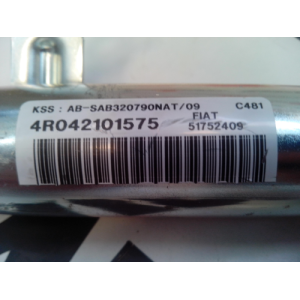 KSS : AB-SAB320790NAT/09 C481
4R042101575 FIAT
51752409